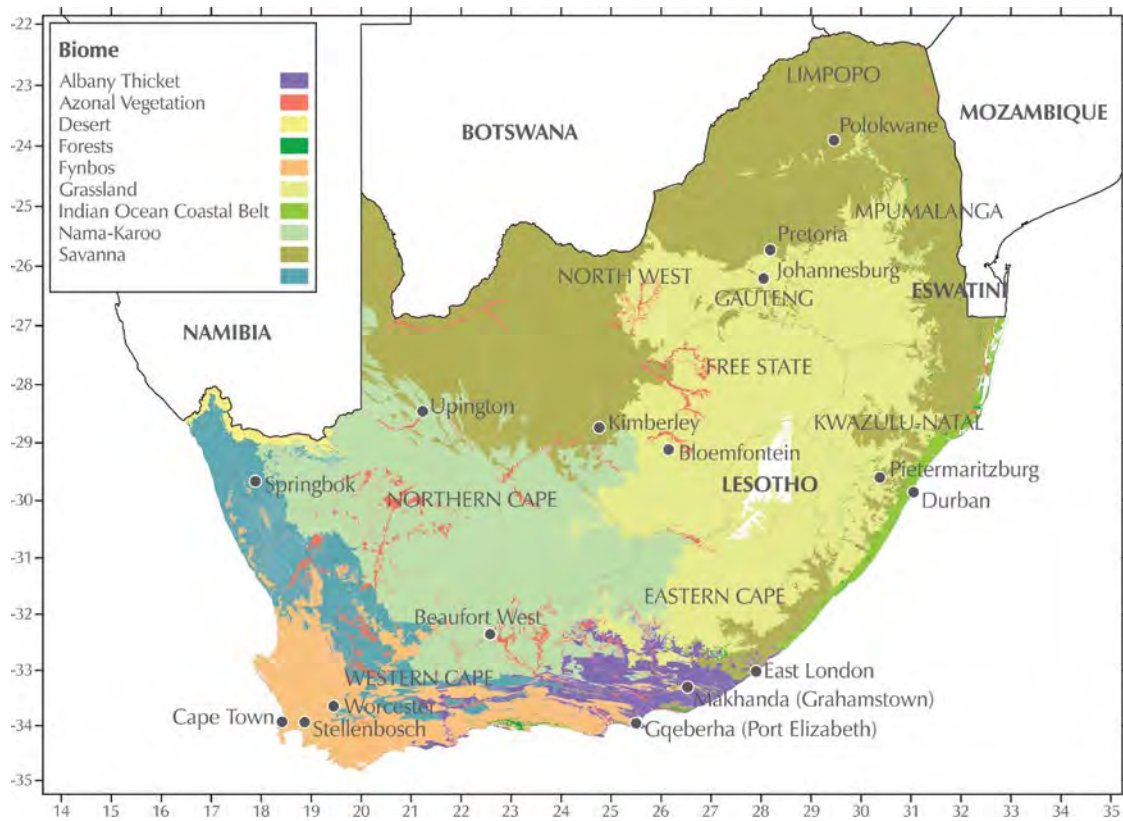 -22
-23
-24
-25
-26
-27
-28
-29
-30
-31
-32
-33
-34
-35
Biome
Albany Thicket
Azonal Vegetation
Desert
Forests
Fynbos
Grassland
Indian Ocean Coastal Belt
Nama-Karoo
Savanna
LIMPOPO
BOTSWANA
MOZAMBIQUE
Polokwane
MPUMALANGA
Pretoria
NORTH WEST
Johannesburg
GAUTENG
ESWATINI
NAMIBIA
FREE STATE
Upington
Kimberley
KWAZULU-NATAL
Bloemfontein
Pietermaritzburg
Springbok
LESOTHO
NORTHERN CAPE
Durban
EASTERN CAPE
Beaufort West
WESTERN CAPE
East London
Makhanda (Grahamstown)
Worcester
Cape Town
Stellenbosch
Gqeberha (Port Elizabeth)
14 15 16 17 18 19 20 21 22 23 24 25 26 27 28 29 30 31 32 33 34 35